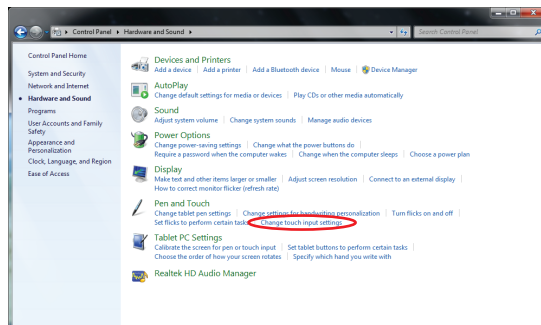 Control Panel Hardware and Sound Search Control Panel
Control Panel Home
System and Security
Network and Internet
Hardware and Sound
Programs
User Accounts and Family
Safety
Appearance and
Personalization
Clock, Language, and Region
Ease of Access
Devices and Printers
Add a device Add a printer Add a Bluetooth device Mouse Device Manager
AutoPlay
Change default settings for media or devices Play CDs or other media automatically
Sound
Adjust system volume Change system sounds Manage audio devices
Power Options
Change power-saving settings Change what the power buttons do
Require a password when the computer wakes Change when the computer sleeps Choose a power plan
Display
Make text and other items larger or smaller Adjust screen resolution Connect to an external display
How to correct monitor flicker (refresh rate)
Pen and Touch
Change tablet pen settings Change settings for handwriting personalization Turn flicks on and off
Set flicks to perform certain tasks Change touch input settings
Tablet PC Settings
Calibrate the screen for pen or touch input Set tablet buttons to perform certain tasks
Choose the order of how your screen rotates Specify which hand you write with
Realtek HD Audio Manager